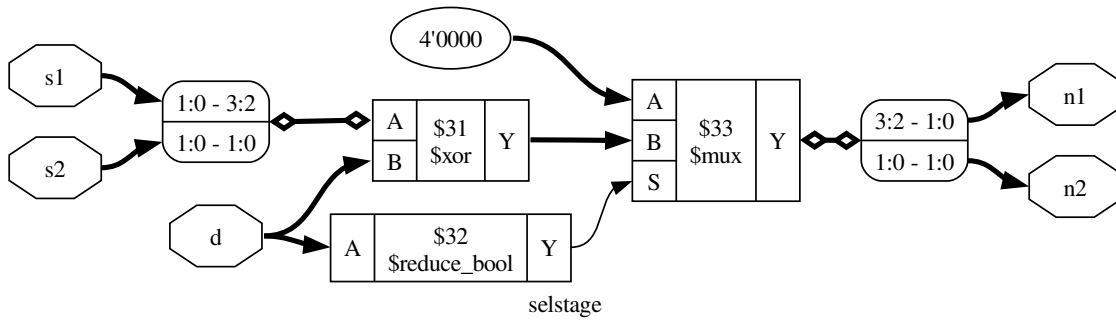 s1
s2
1:0 - 3:2
1:0 - 1:0
d
4'0000
A
B
$31
$xor
Y
A
$32
$reduce_bool
Y
A
B
S
$33
$mux
Y
3:2 - 1:0
1:0 - 1:0
n1
n2
selstage